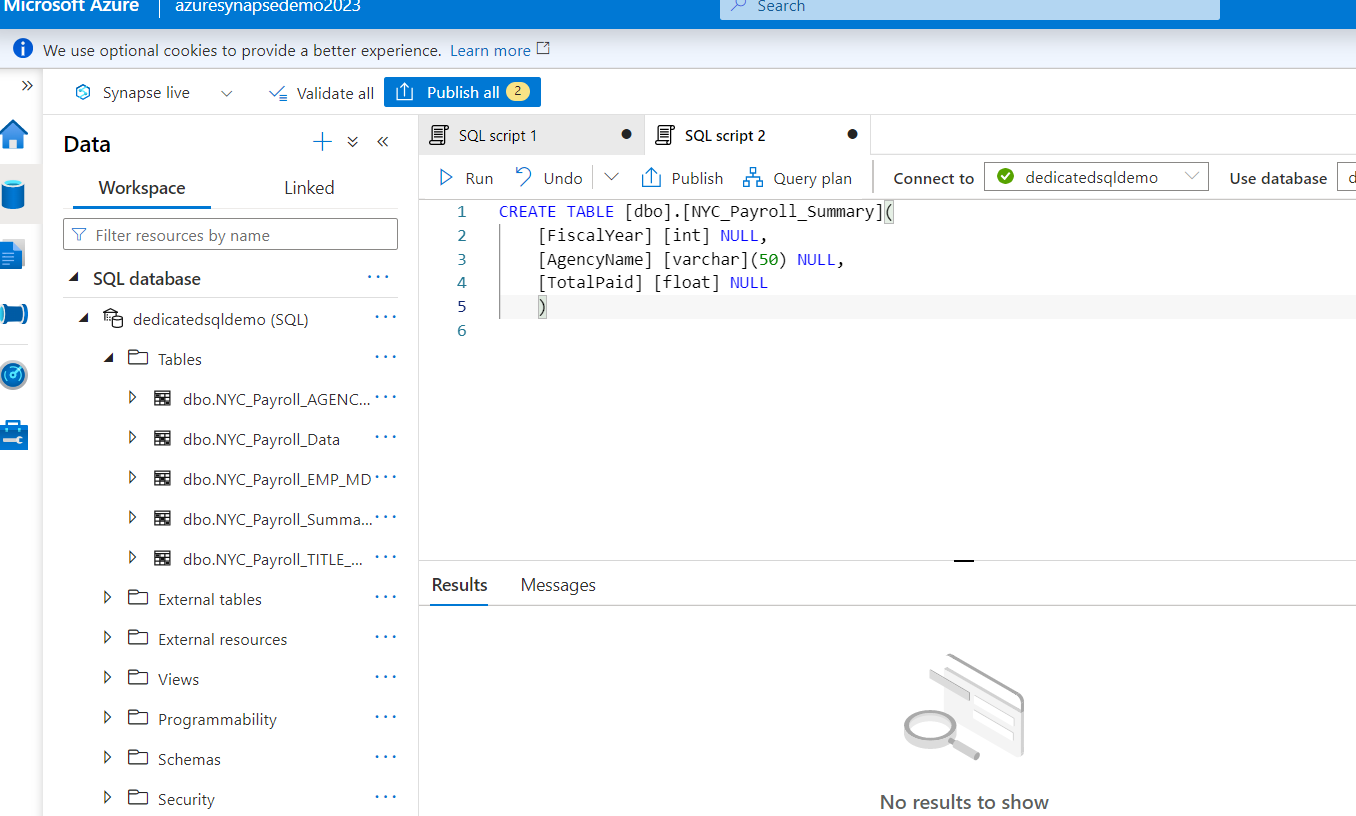 Microsoft Azure
azuresynapsedemo2023
Search
We use optional cookies to provide a better experience. Learn more
Synapse live
Validate all
Publish all 2
Data
Workspace
Linked
Filter resources by name
SQL database
dedicatedsqldemo (SQL)
Tables
dbo.NYC_Payroll_AGENC...
dbo.NYC_Payroll_Data
dbo.NYC_Payroll_EMP_MD
dbo.NYC_Payroll_Summa...
dbo.NYC_Payroll_TITLE_...
External tables
External resources
Views
Programmability
Schemas
Security
SQL script 1
SQL script 2
Run
Undo
Publish
Query plan
Connect to
dedicatedsqldemo
Use database
d
1 CREATE TABLE [dbo].[NYC_Payroll_Summary](
2 [FiscalYear] [int] NULL,
3 [AgencyName] [varchar](50) NULL,
4 [TotalPaid] [float] NULL
5 )
6
Results
Messages
No results to show